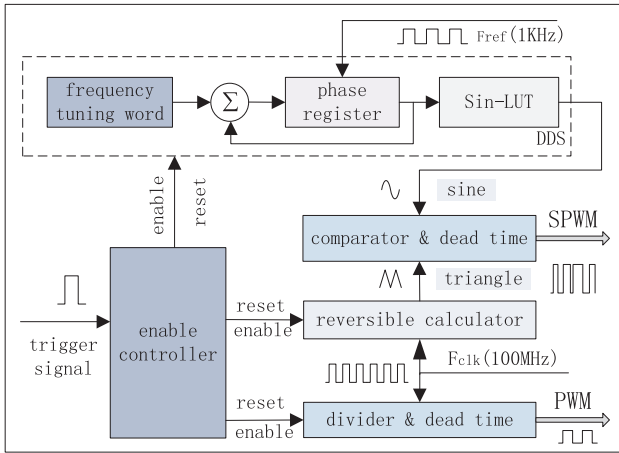 Fref(1KHz)
frequency
tuning word
Σ
phase
register
Sin-LUT
DDS
enable
reset
sine
SPWM
comparator & dead time
triangle
trigger
signal
enable
controller
reset
enable
reversible calculator
Fclk(100MHz)
reset
enable
divider & dead time
PWM